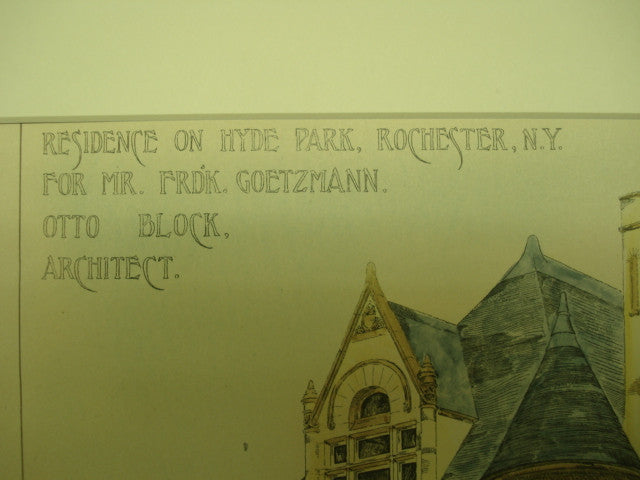 RESIDENCE ON HYDE PARK, ROCHESTER, N.Y.
FOR MR. FRDK. GOETZMANN.
OTTO BLOCK,
ARCHITECT.